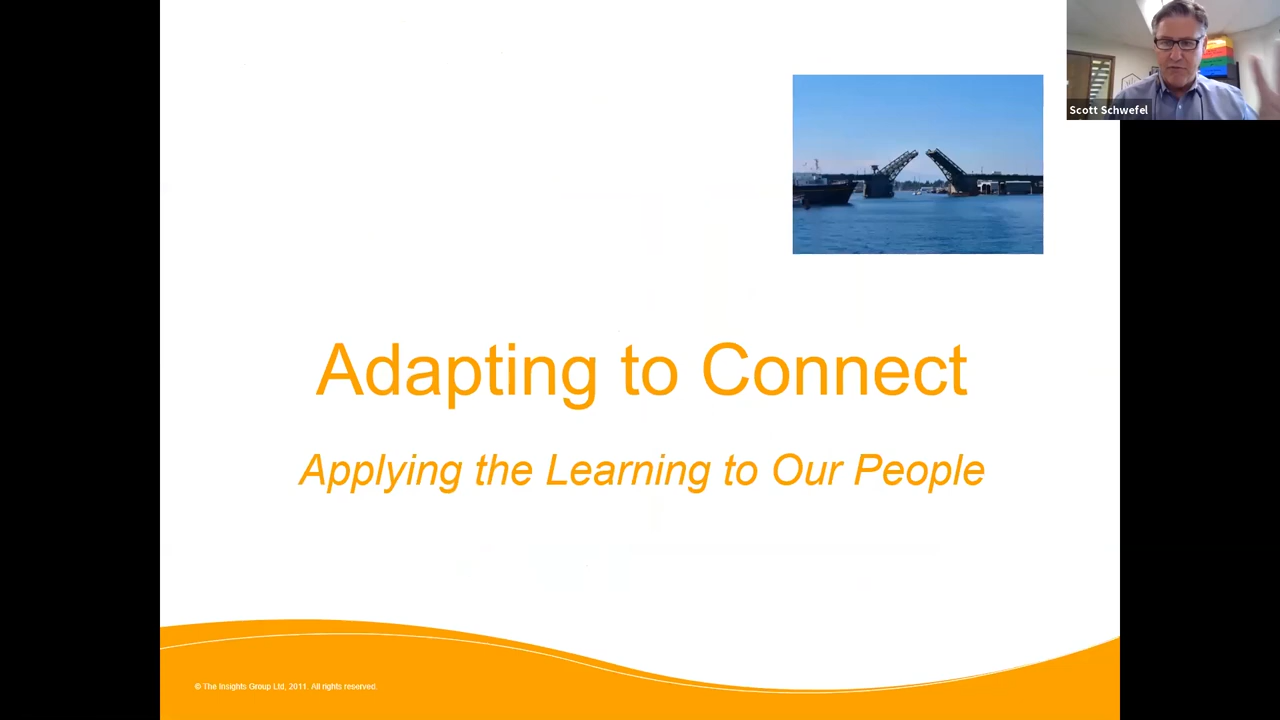 Scott Schwefel
Adapting to Connect
Applying the Learning to Our People
© The Insights Group Ltd, 2011. All rights reserved.